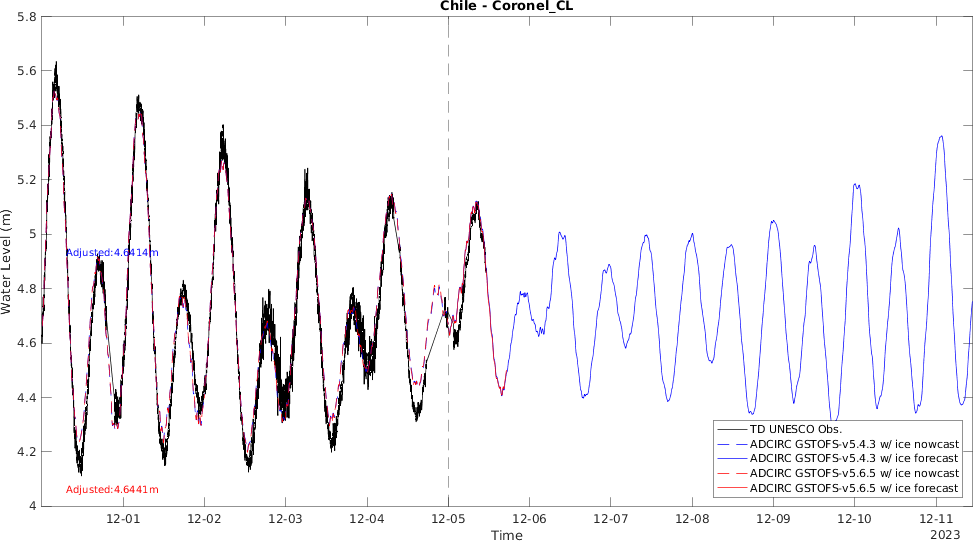 Chile - Coronel_CL
5.8
5.6
5.4
5.2
5
4.8
4.6
4.4
4.2
4
Water Level (m)
Adjusted:4.6414m
Adjusted:4.6441m
TD UNESCO Obs.
ADCIRC GSTOFS-v5.4.3 w/ ice nowcast
ADCIRC GSTOFS-v5.4.3 w/ ice forecast
ADCIRC GSTOFS-v5.6.5 w/ ice nowcast
ADCIRC GSTOFS-v5.6.5 w/ ice forecast
12-01 12-02 12-03 12-04 12-05 12-06 12-07 12-08 12-09 12-10 12-11
Time
2023